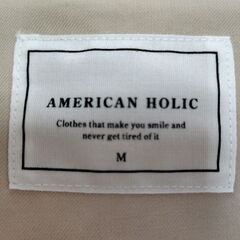 AMERICAN HOLIC
Clothes that make you smile and
never get tired of it
M